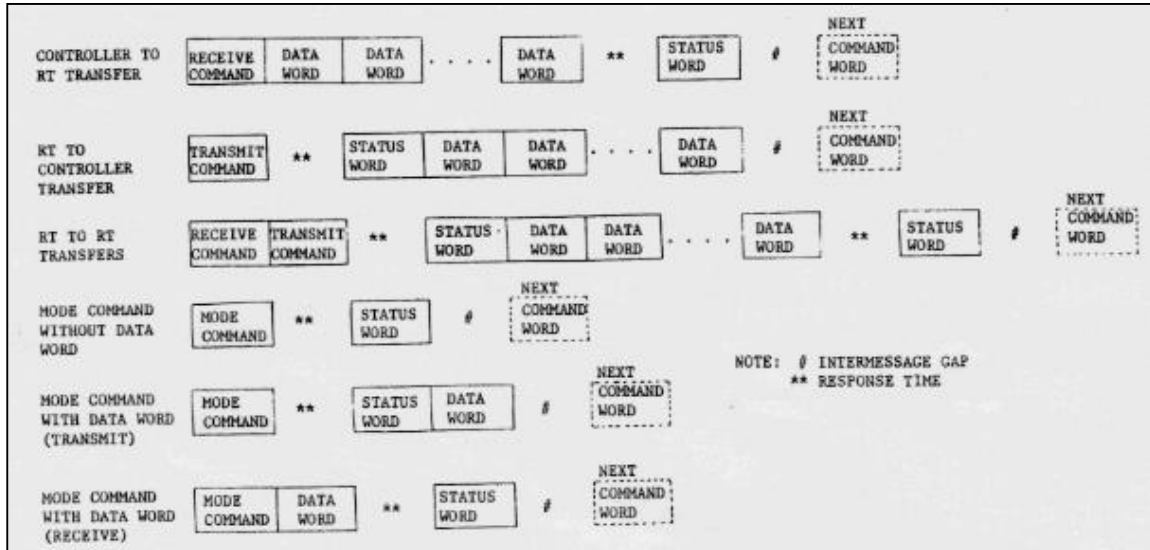 NEXT
CONTROLLER TO RECEIVE DATA DATA DATA ** STATUS # COMMAND
RT TRANSFER COMMAND WORD WORD . . . . WORD WORD WORD
NEXT
RT TO TRANSMIT ** STATUS DATA DATA DATA # COMMAND
CONTROLLER COMMAND WORD WORD WORD . . . . WORD WORD
TRANSFER
NEXT
RT TO RT RECEIVE TRANSMIT ** STATUS DATA DATA DATA ** STATUS # COMMAND
TRANSFERS COMMAND COMMAND WORD WORD WORD . . . . WORD WORD WORD
NEXT
MODE COMMAND MODE ** STATUS # COMMAND
WITHOUT DATA COMMAND WORD WORD
WORD
NOTE: # INTERMESSAGE GAP
** RESPONSE TIME
NEXT
MODE COMMAND MODE ** STATUS DATA # COMMAND
WITH DATA WORD COMMAND WORD WORD WORD
(TRANSMIT)
NEXT
MODE COMMAND MODE DATA ** STATUS # COMMAND
WITH DATA WORD COMMAND WORD WORD WORD
(RECEIVE)